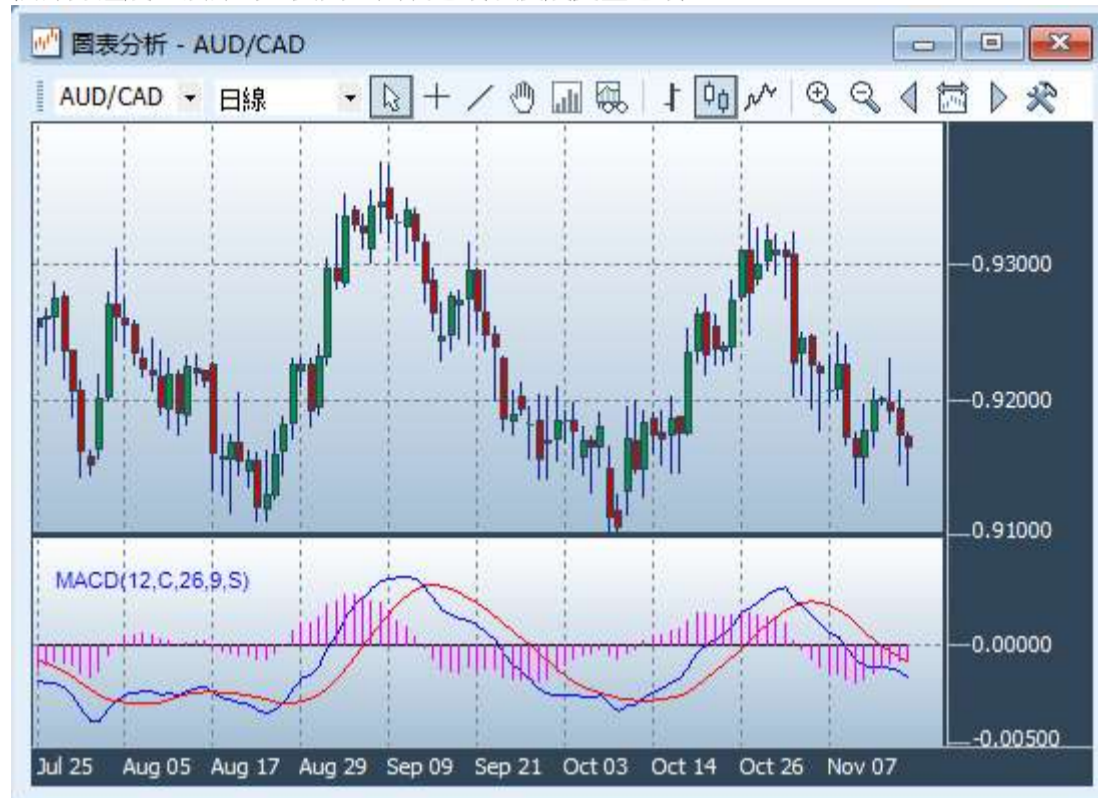 圖表分析 - AUD/CAD
AUD/CAD 日線
0.93000
0.92000
0.91000
MACD(12,C,26,9,S)
0.00000
-0.00500
Jul 25 Aug 05 Aug 17 Aug 29 Sep 09 Sep 21 Oct 03 Oct 14 Oct 26 Nov 07